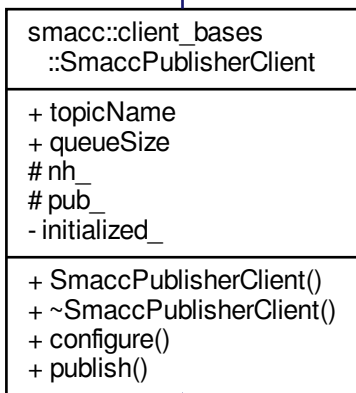 smacc::client_bases
::SmaccPublisherClient
+ topicName
+ queueSize
# nh_
# pub_
- initialized_
+ SmaccPublisherClient()
+ ~SmaccPublisherClient()
+ configure()
+ publish()